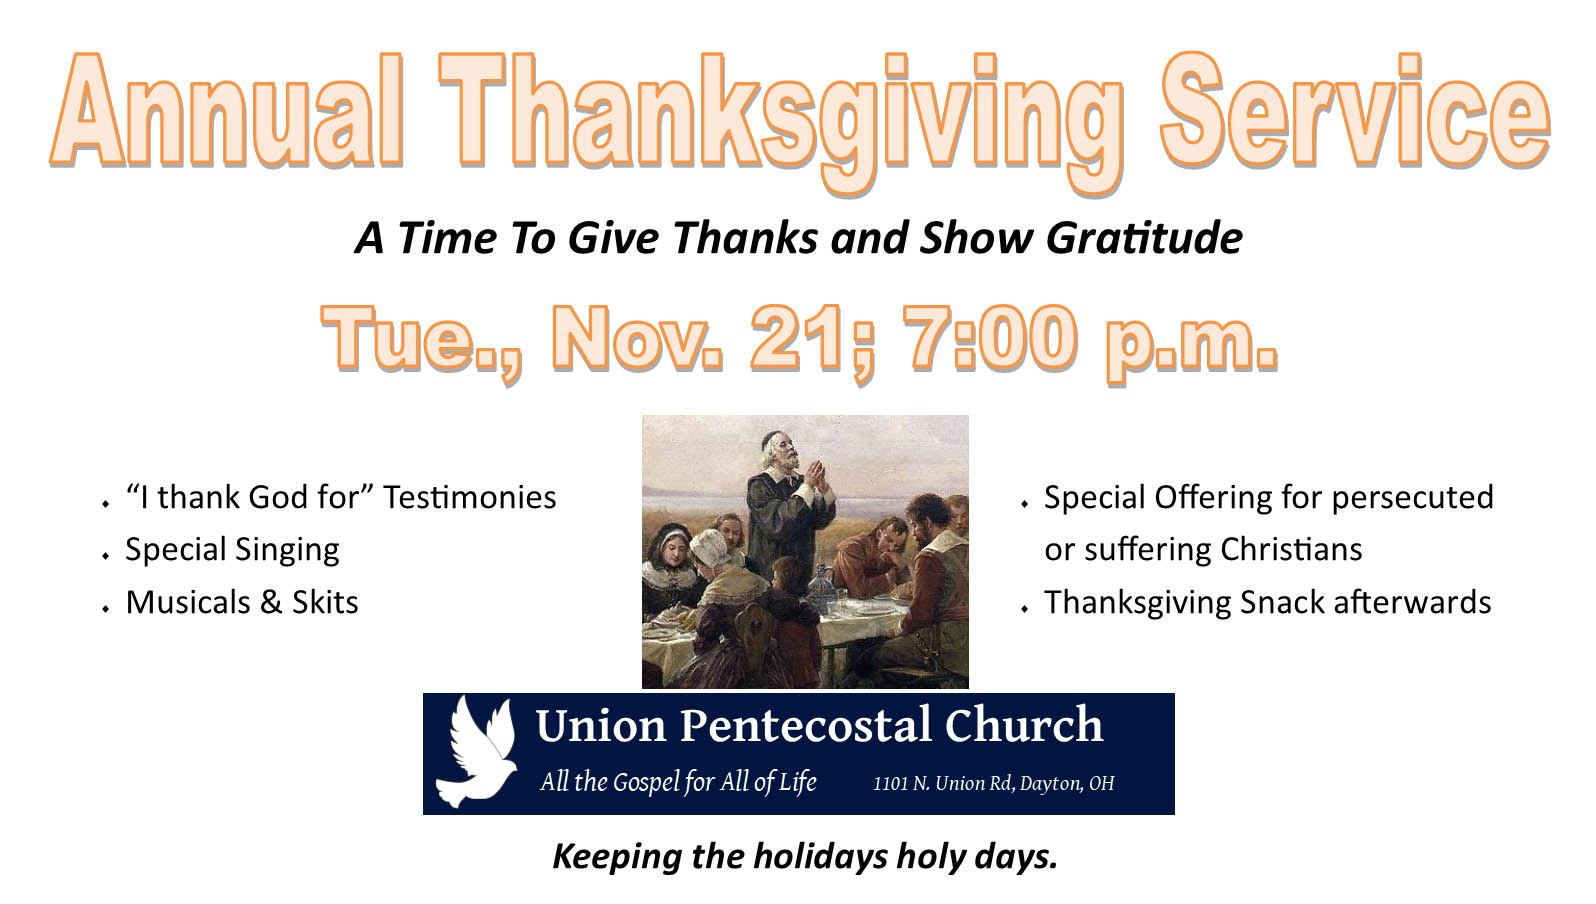 Annual Thanksgiving Service
A Time To Give Thanks and Show Gratitude
Tue., Nov. 21; 7:00 p.m.
“I thank God for” Testimonies
Special Singing
Musicals & Skits
Special Offering for persecuted
or suffering Christians
Thanksgiving Snack afterwards
Union Pentecostal Church
All the Gospel for All of Life
1101 N. Union Rd, Dayton, OH
Keeping the holidays holy days.